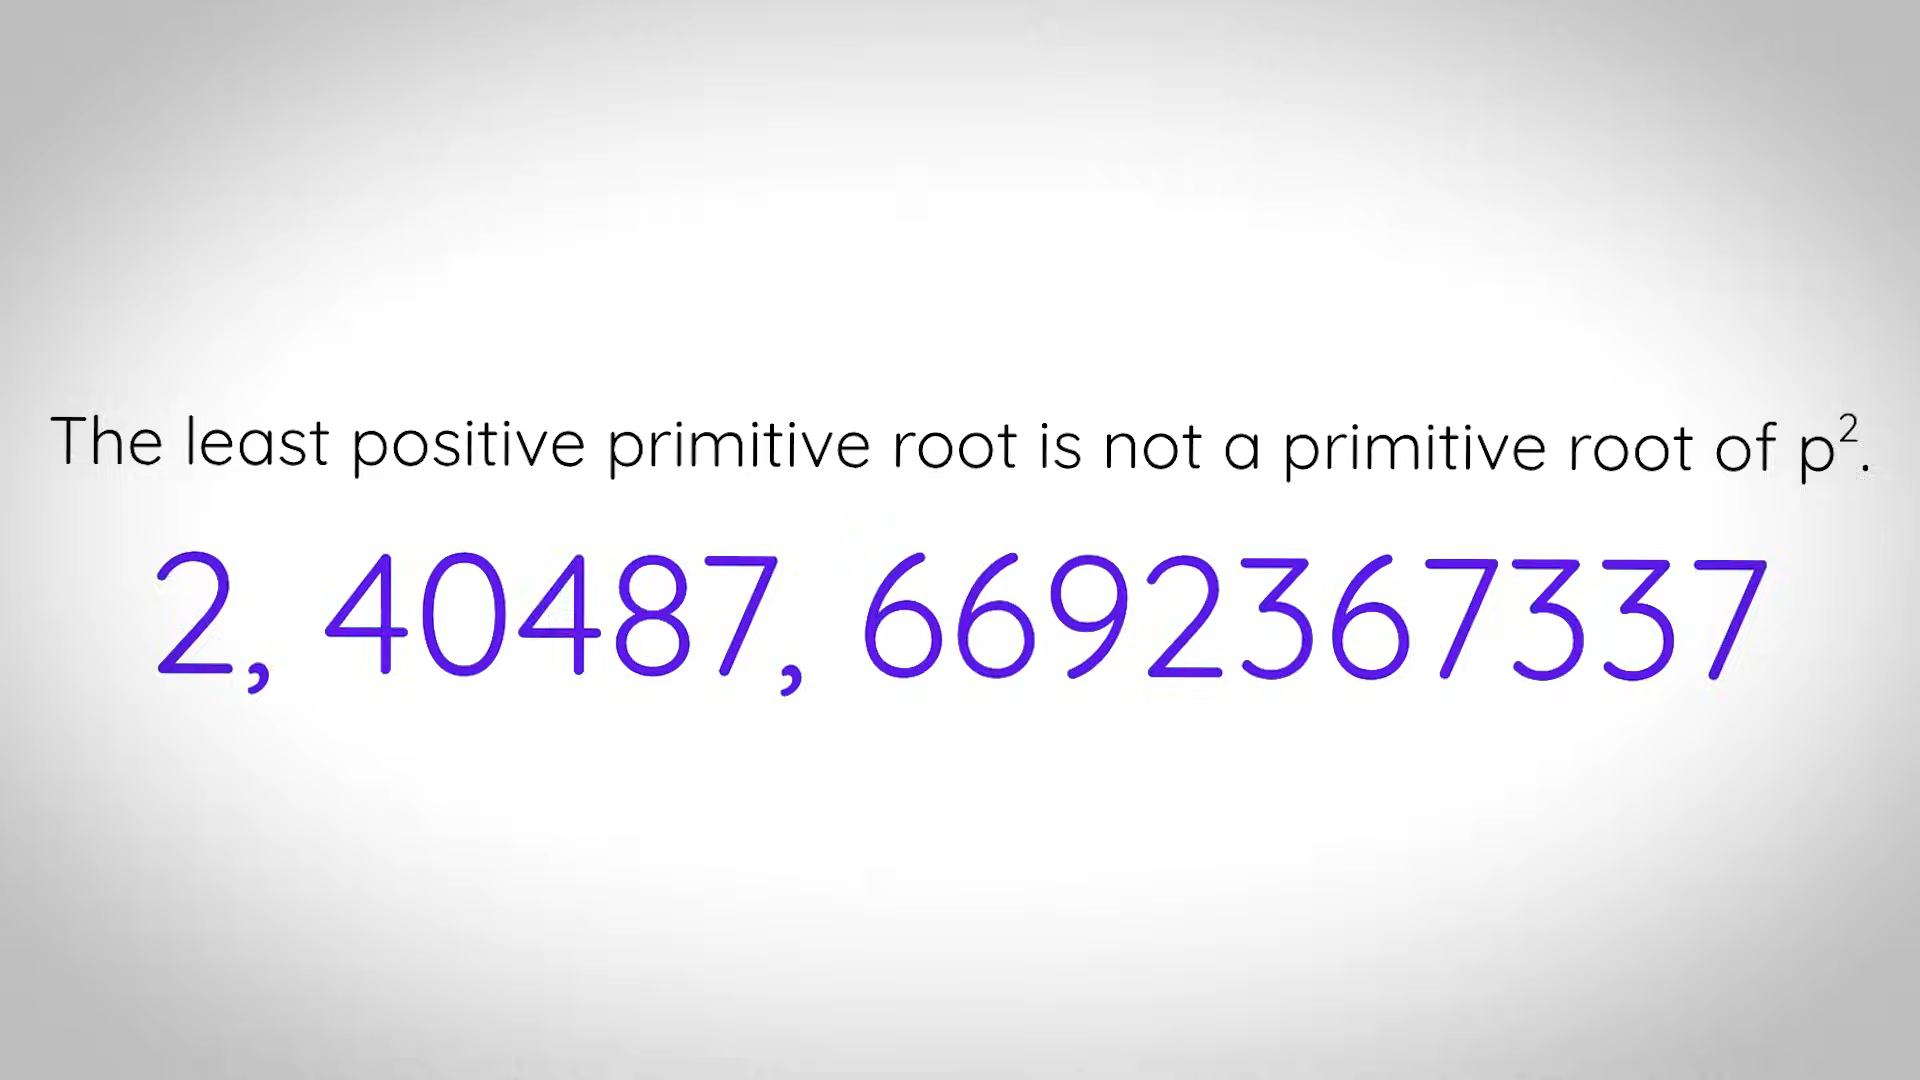 The least positive primitive root is not a primitive root of p².
2, 40487, 6692367337